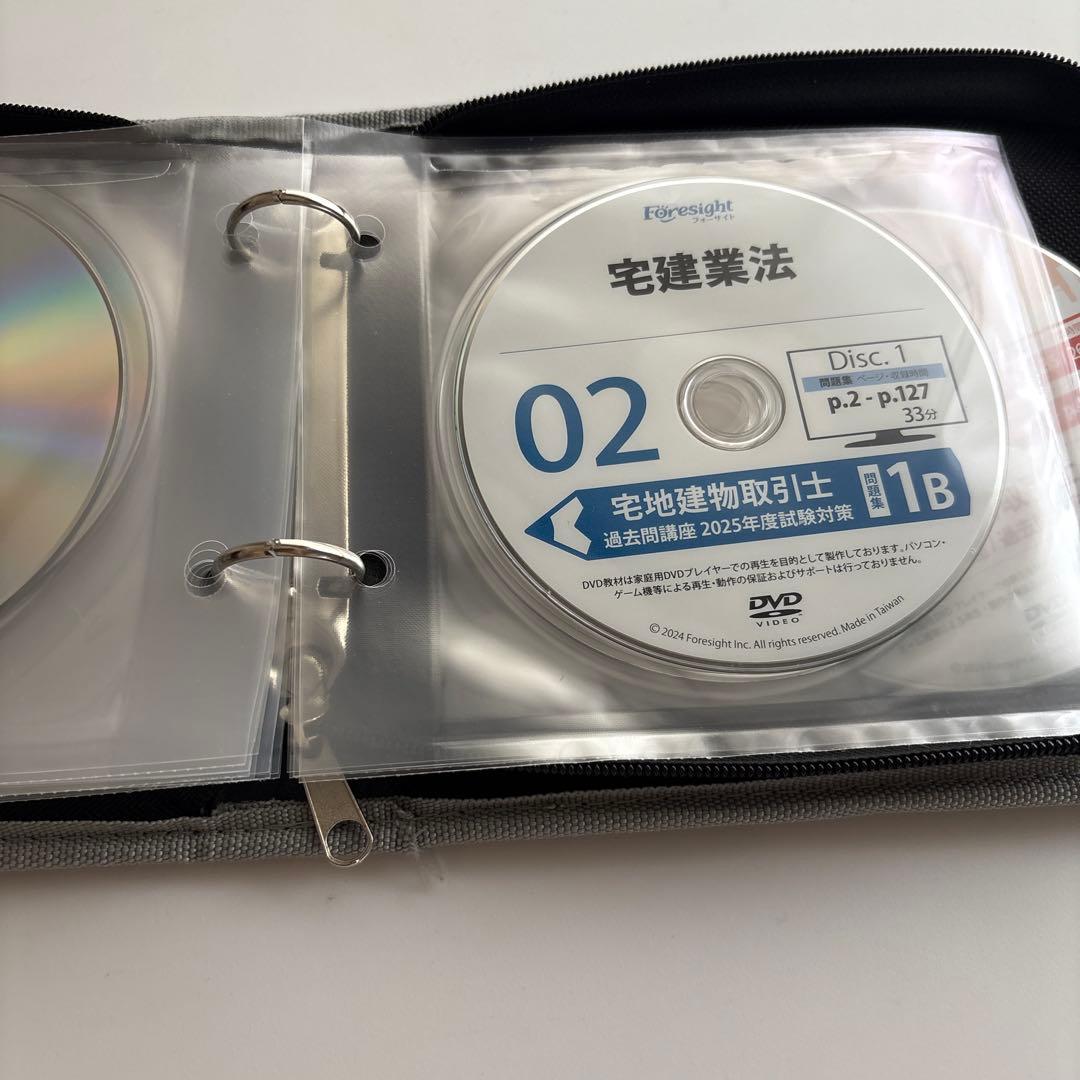 Foresight
フォーサイト
宅建業法
02
Disc. 1
問題集 ページ・収録時間
p.2 - p.127
33分
宅地建物取引士
過去問講座 2025年度試験対策
問題集
1B
DVD教材は家庭用DVDプレイヤーでの再生を目的として製作しております。パソコン・
ゲーム機等による再生・動作の保証およびサポートは行っておりません。
DVD
VIDEO
© 2024 Foresight Inc. All rights reserved. Made in Taiwan